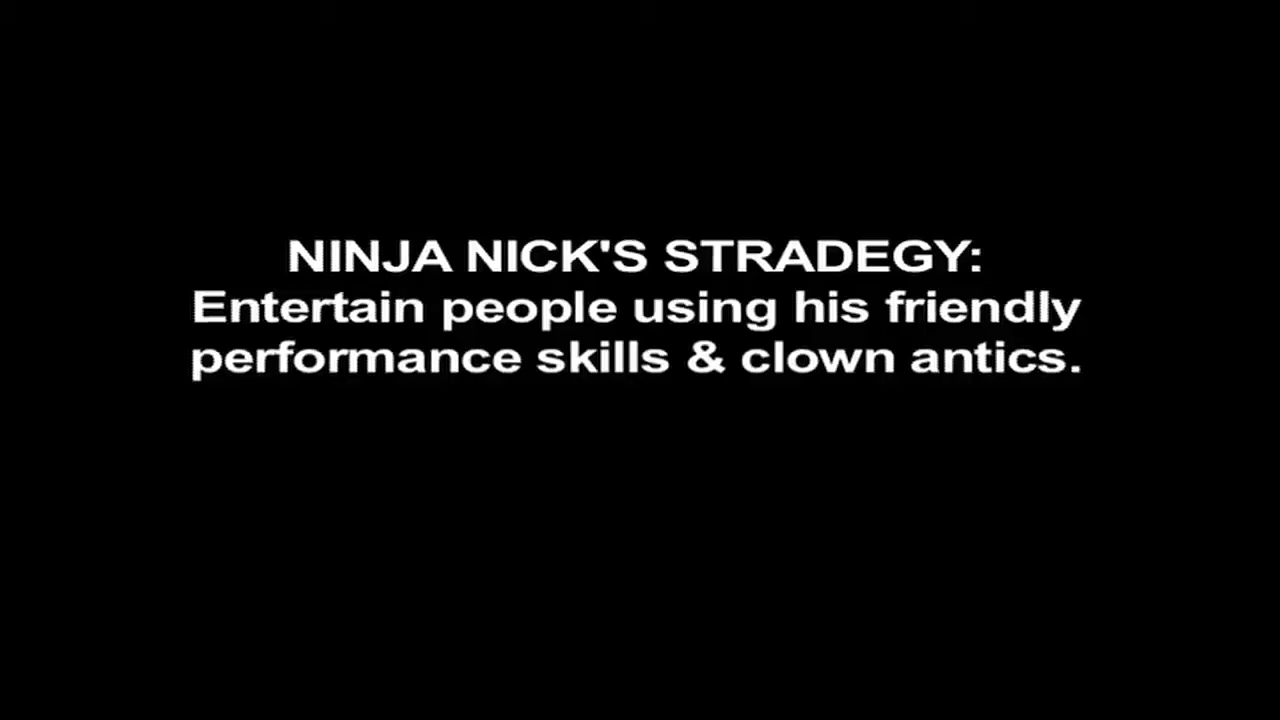 NINJA NICK'S STRADEGY:
Entertain people using his friendly
performance skills & clown antics.